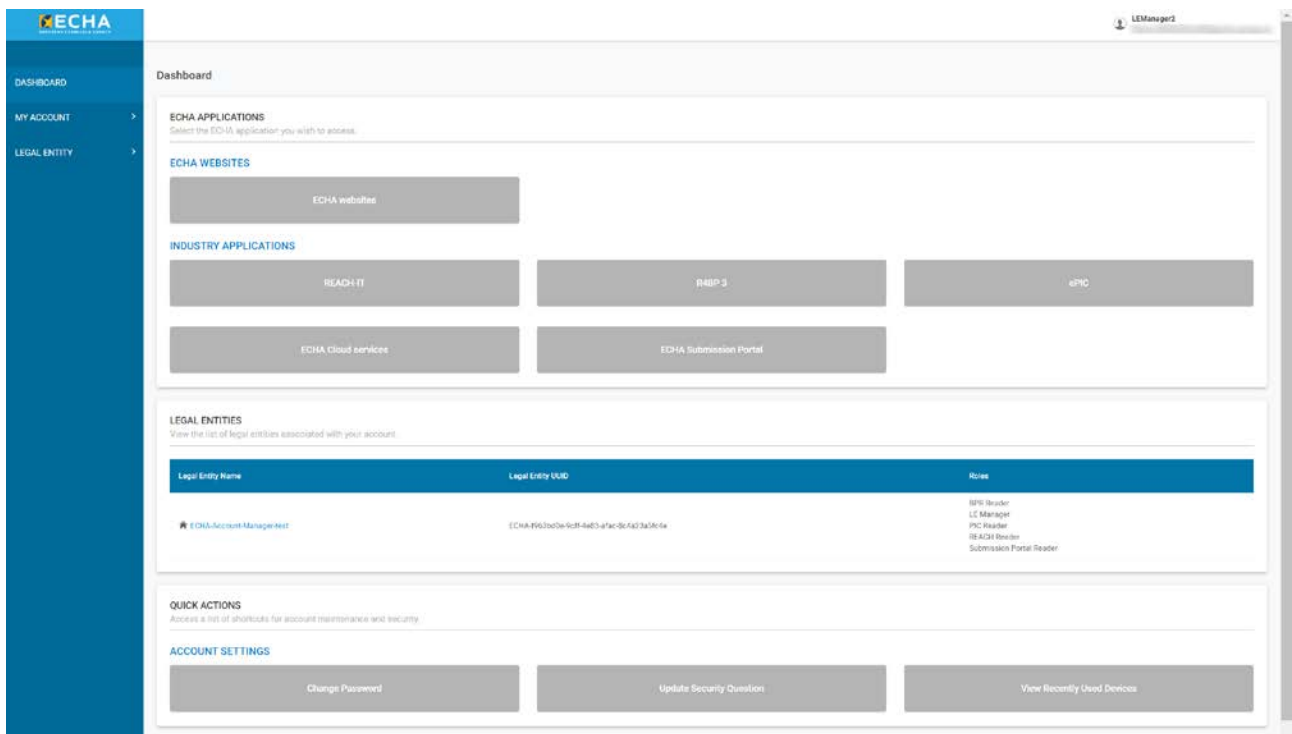 ECHA
EUROPEAN CHEMICALS AGENCY
LEManager2
DASHBOARD
MY ACCOUNT
LEGAL ENTITY
Dashboard
ECHA APPLICATIONS
Select the ECHA application you wish to access.
ECHA WEBSITES
ECHA websites
INDUSTRY APPLICATIONS
REACH-IT
R4BP 3
ePIC
ECHA Cloud services
ECHA Submission Portal
LEGAL ENTITIES
View the list of legal entities associated with your account
Legal Entity Name
Legal Entity UUID
Roles
ECHA-Account-Manager-test
BPR Reader
LE Manager
PIC Reader
REACH Reader
Submission Portal Reader
QUICK ACTIONS
Access a list of shortcuts for account maintenance and security
ACCOUNT SETTINGS
Change Password
Update Security Question
View Recently Used Devices